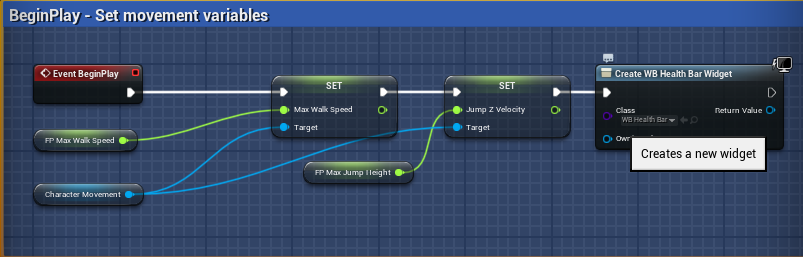 BeginPlay - Set movement variables
Event BeginPlay
SET
SET
Create WB Health Bar Widget
Max Walk Speed
Jump Z Velocity
Class
Return Value
WB Health Bar
Target
Target
FP Max Walk Speed
Creates a new widget
FP Max Jump Height
Character Movement